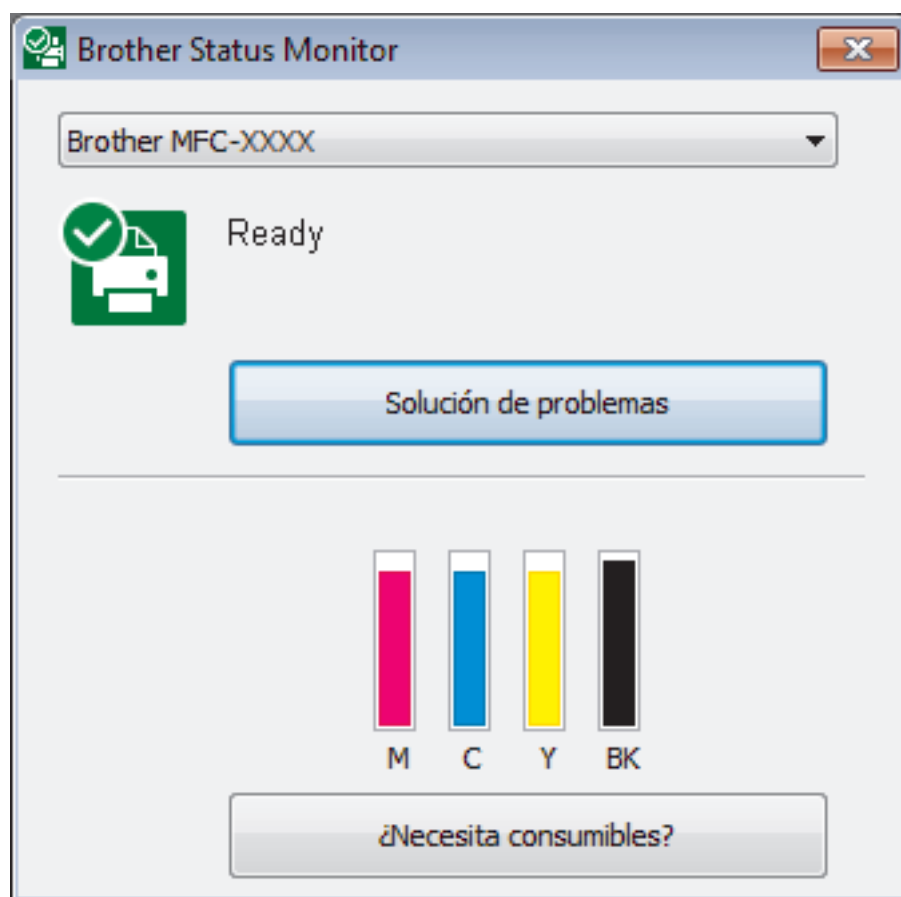 Brother Status Monitor
Brother MFC-XXXX
Ready
Solución de problemas
M C Y BK
¿Necesita consumibles?